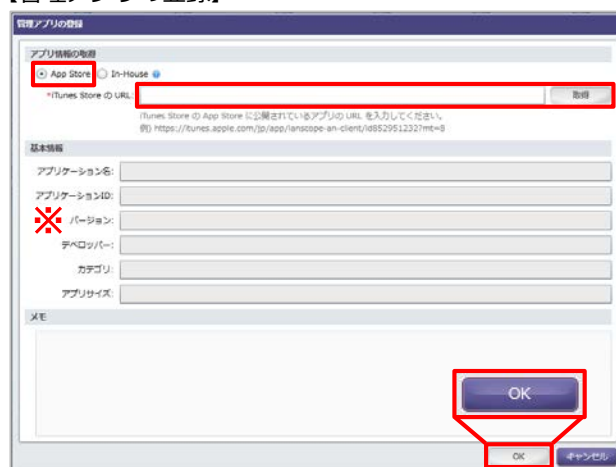 【管理アプリの登録】
管理アプリの登録
アプリ情報の取得
App Store In-House
*iTunes Store の URL: 取得
iTunes Store の App Store に公開されているアプリの URL を入力してください。
例) https://itunes.apple.com/jp/app/lanscope-an-client/id852951232?mt=8
基本情報
アプリケーション名:
アプリケーションID:
※ バージョン:
デベロッパー:
カテゴリ:
アプリサイズ:
メモ
OK
OK キャンセル